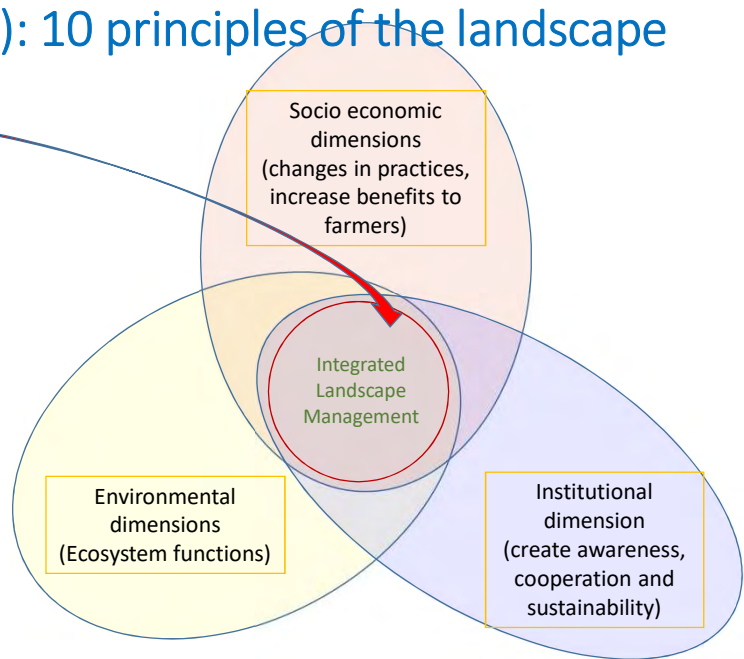 ): 10 principles of the landscape
Socio economic
dimensions
(changes in practices,
increase benefits to
farmers)
Integrated
Landscape
Management
Environmental
dimensions
(Ecosystem functions)
Institutional
dimension
(create awareness,
cooperation and
sustainability)